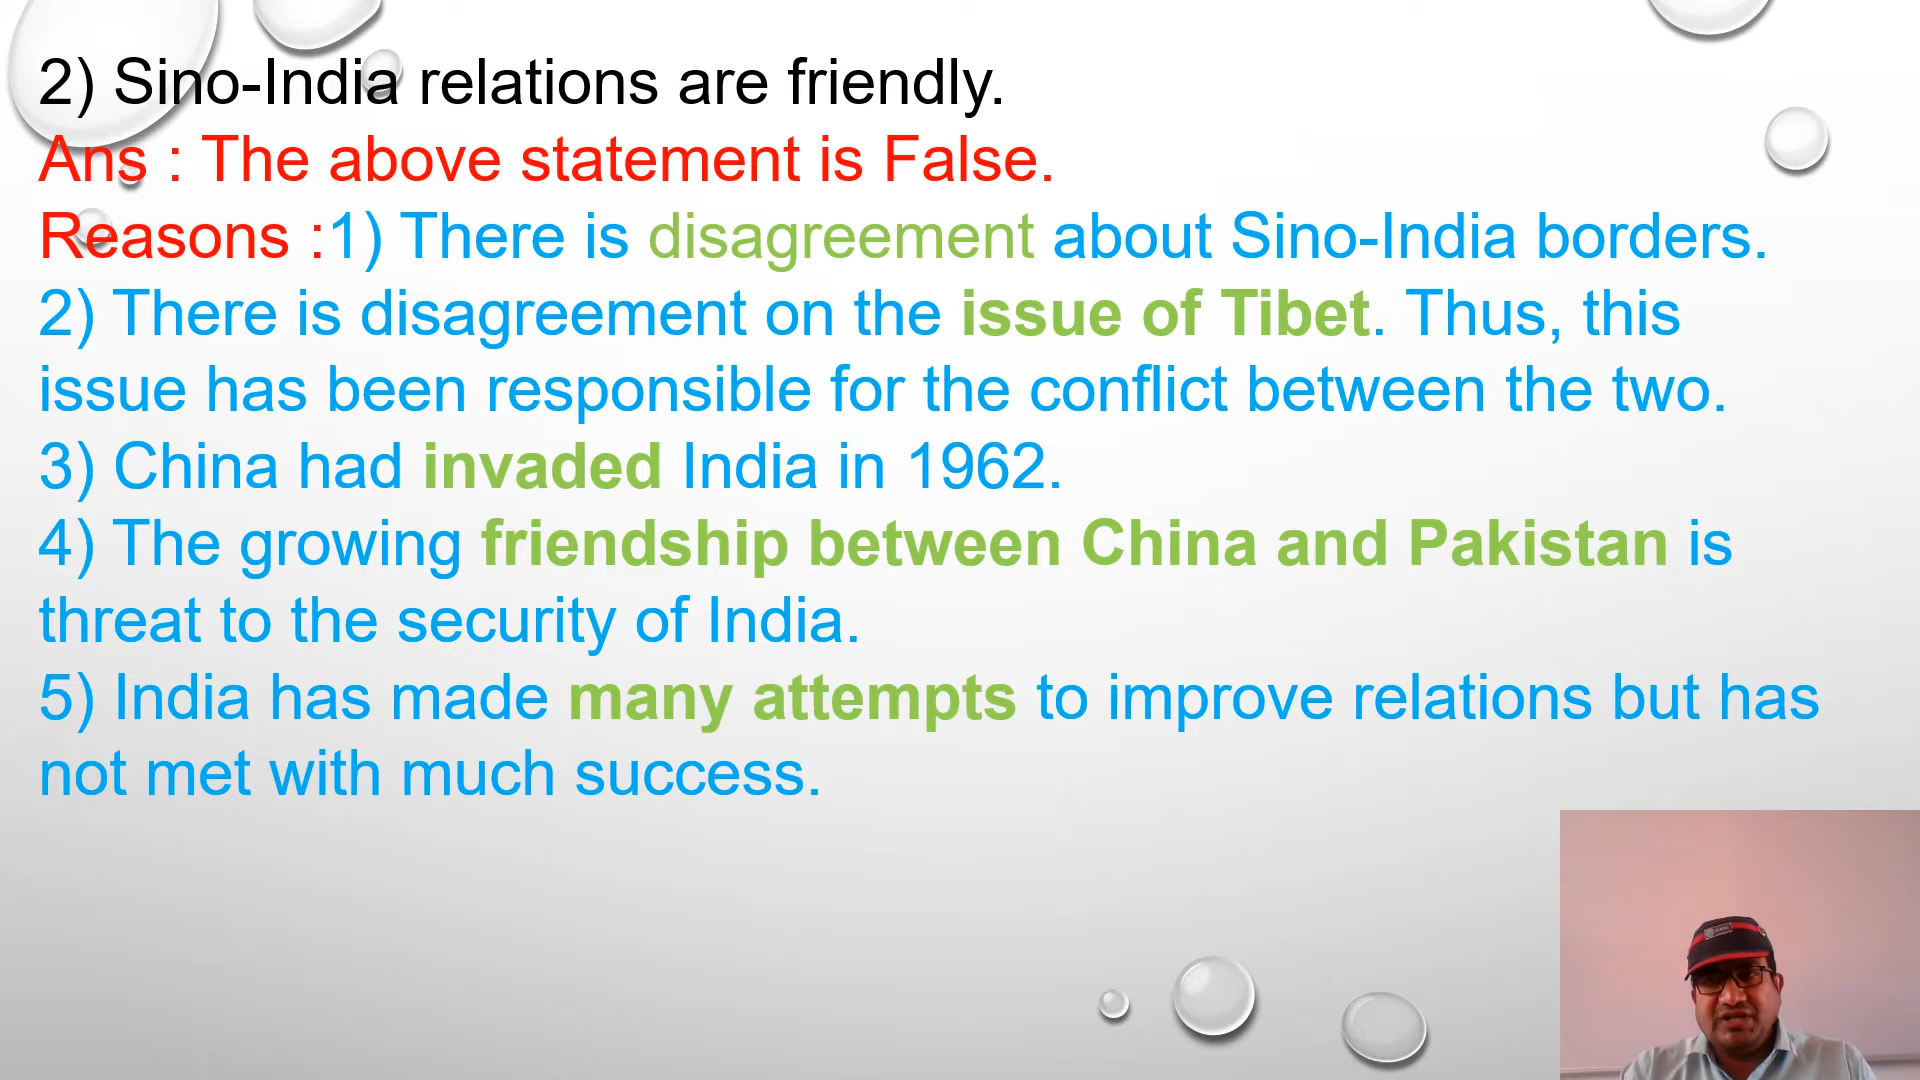 2) Sino-India relations are friendly.
Ans : The above statement is False.
Reasons :1) There is disagreement about Sino-India borders.
2) There is disagreement on the issue of Tibet. Thus, this
issue has been responsible for the conflict between the two.
3) China had invaded India in 1962.
4) The growing friendship between China and Pakistan is
threat to the security of India.
5) India has made many attempts to improve relations but has
not met with much success.